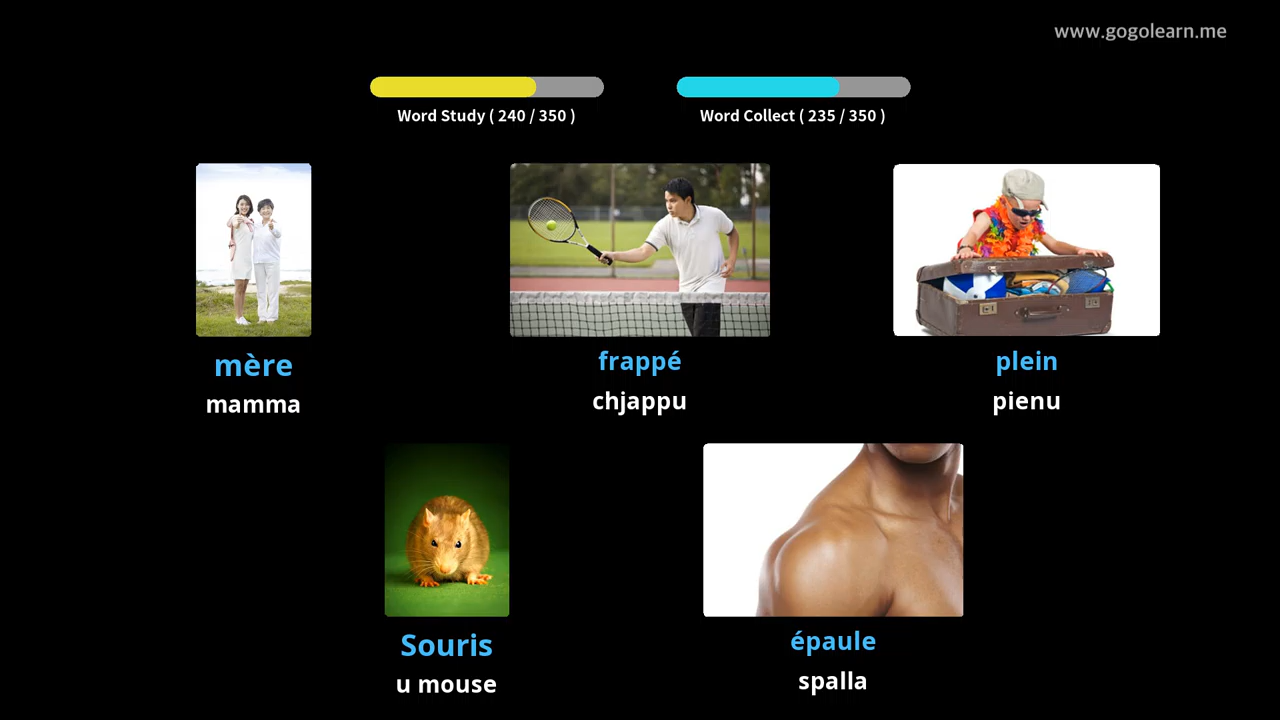 www.gogolearn.me
Word Study ( 240 / 350 )
Word Collect ( 235 / 350 )
mère
mamma
frappé
chjappu
plein
pienu
Souris
u mouse
épaule
spalla